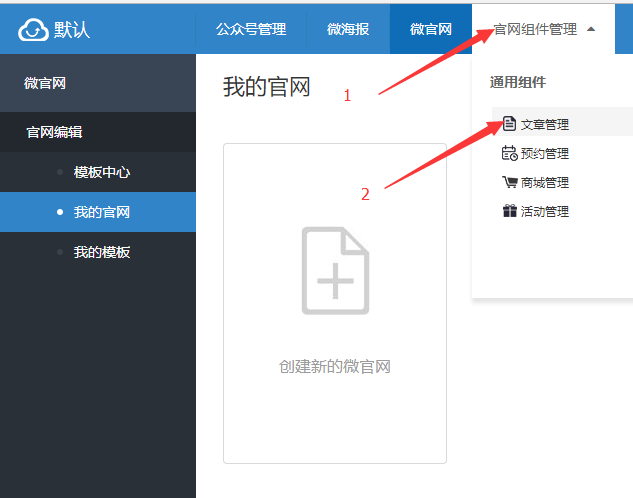 默认
公众号管理
微海报
微官网
官网组件管理
微官网
我的官网
1
通用组件
官网编辑
文章管理
模板中心
预约管理
2
商城管理
我的官网
活动管理
我的模板
创建新的微官网